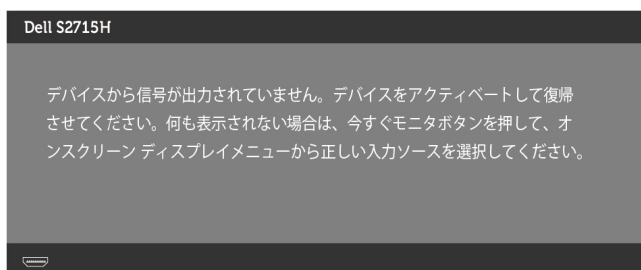 Dell S2715H
デバイスから信号が出力されていません。デバイスをアクティベートして復帰
させてください。何も表示されない場合は、今すぐモニタボタンを押して、オ
ンスクリーン ディスプレイメニューから正しい入力ソースを選択してください。